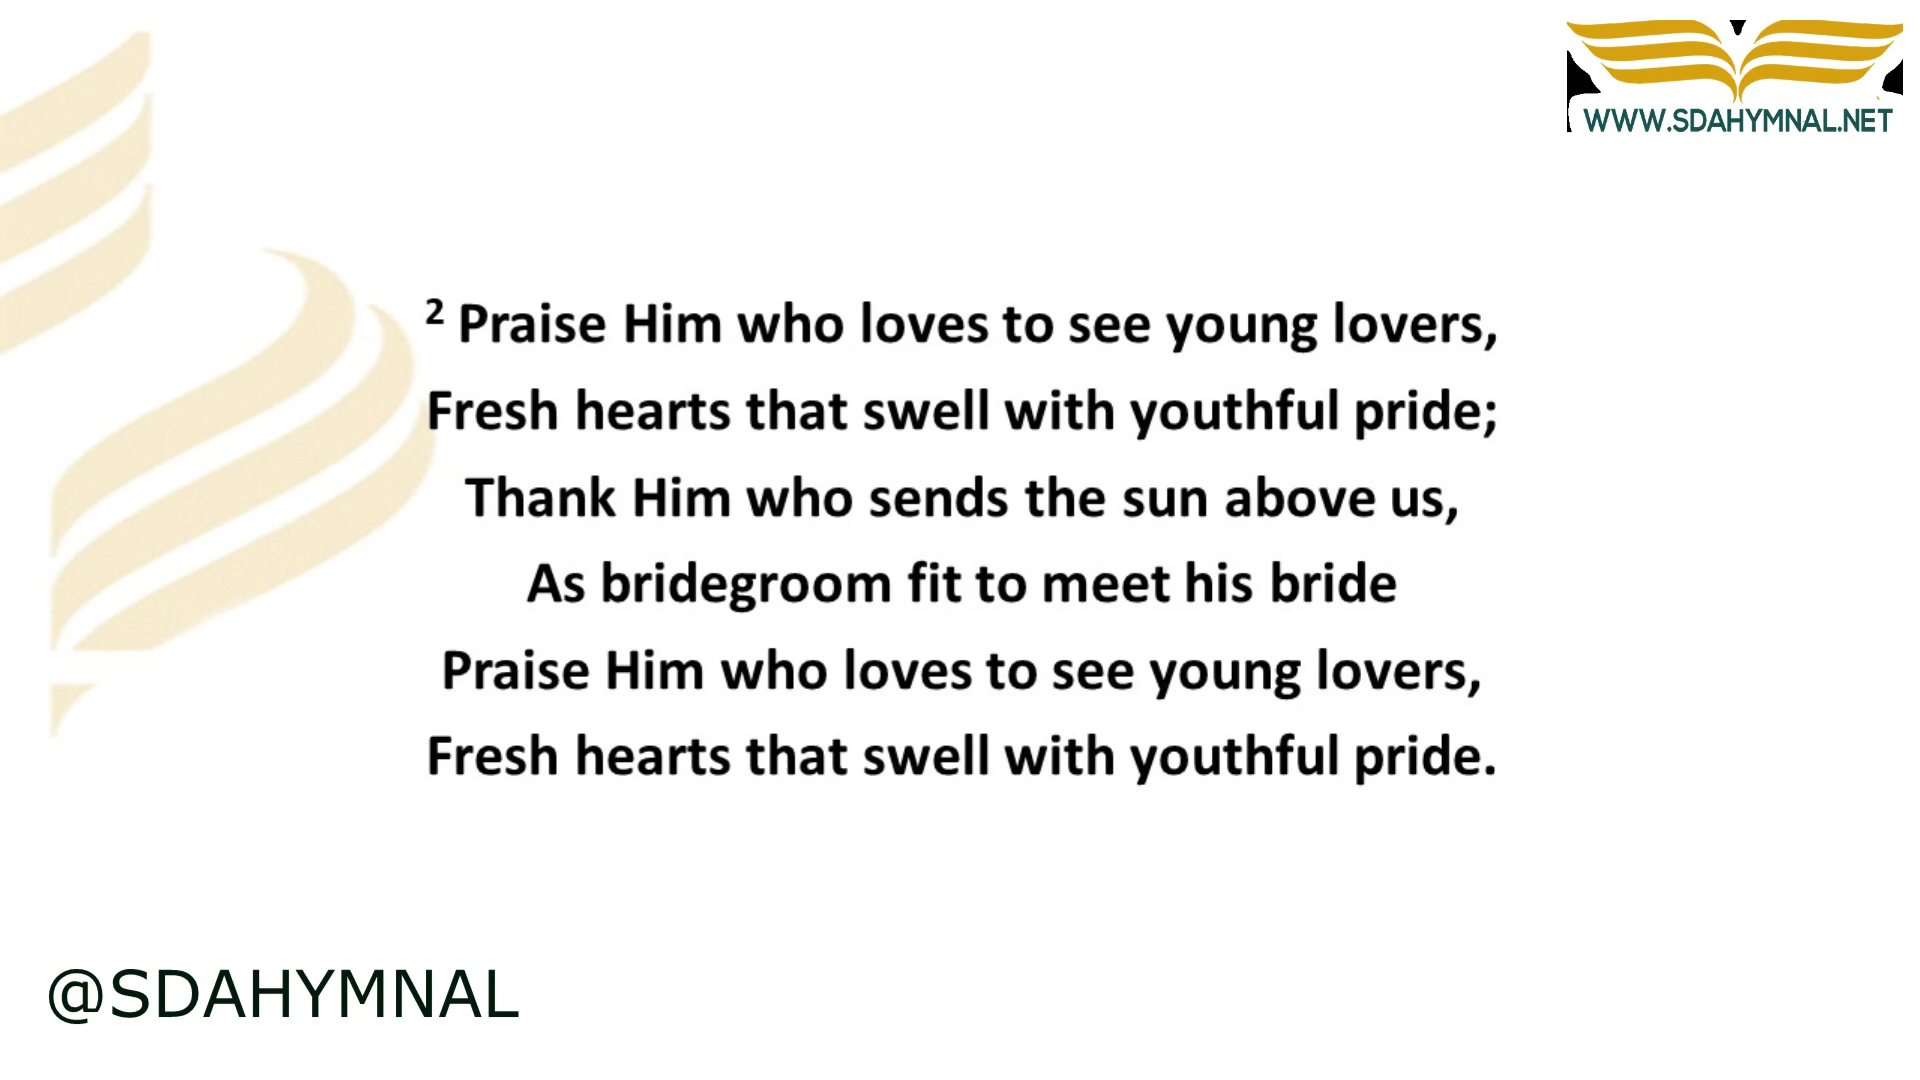 WWW.SDAHYMNAL.NET
2 Praise Him who loves to see young lovers,
Fresh hearts that swell with youthful pride;
Thank Him who sends the sun above us,
As bridegroom fit to meet his bride
Praise Him who loves to see young lovers,
Fresh hearts that swell with youthful pride.
@SDAHYMNAL